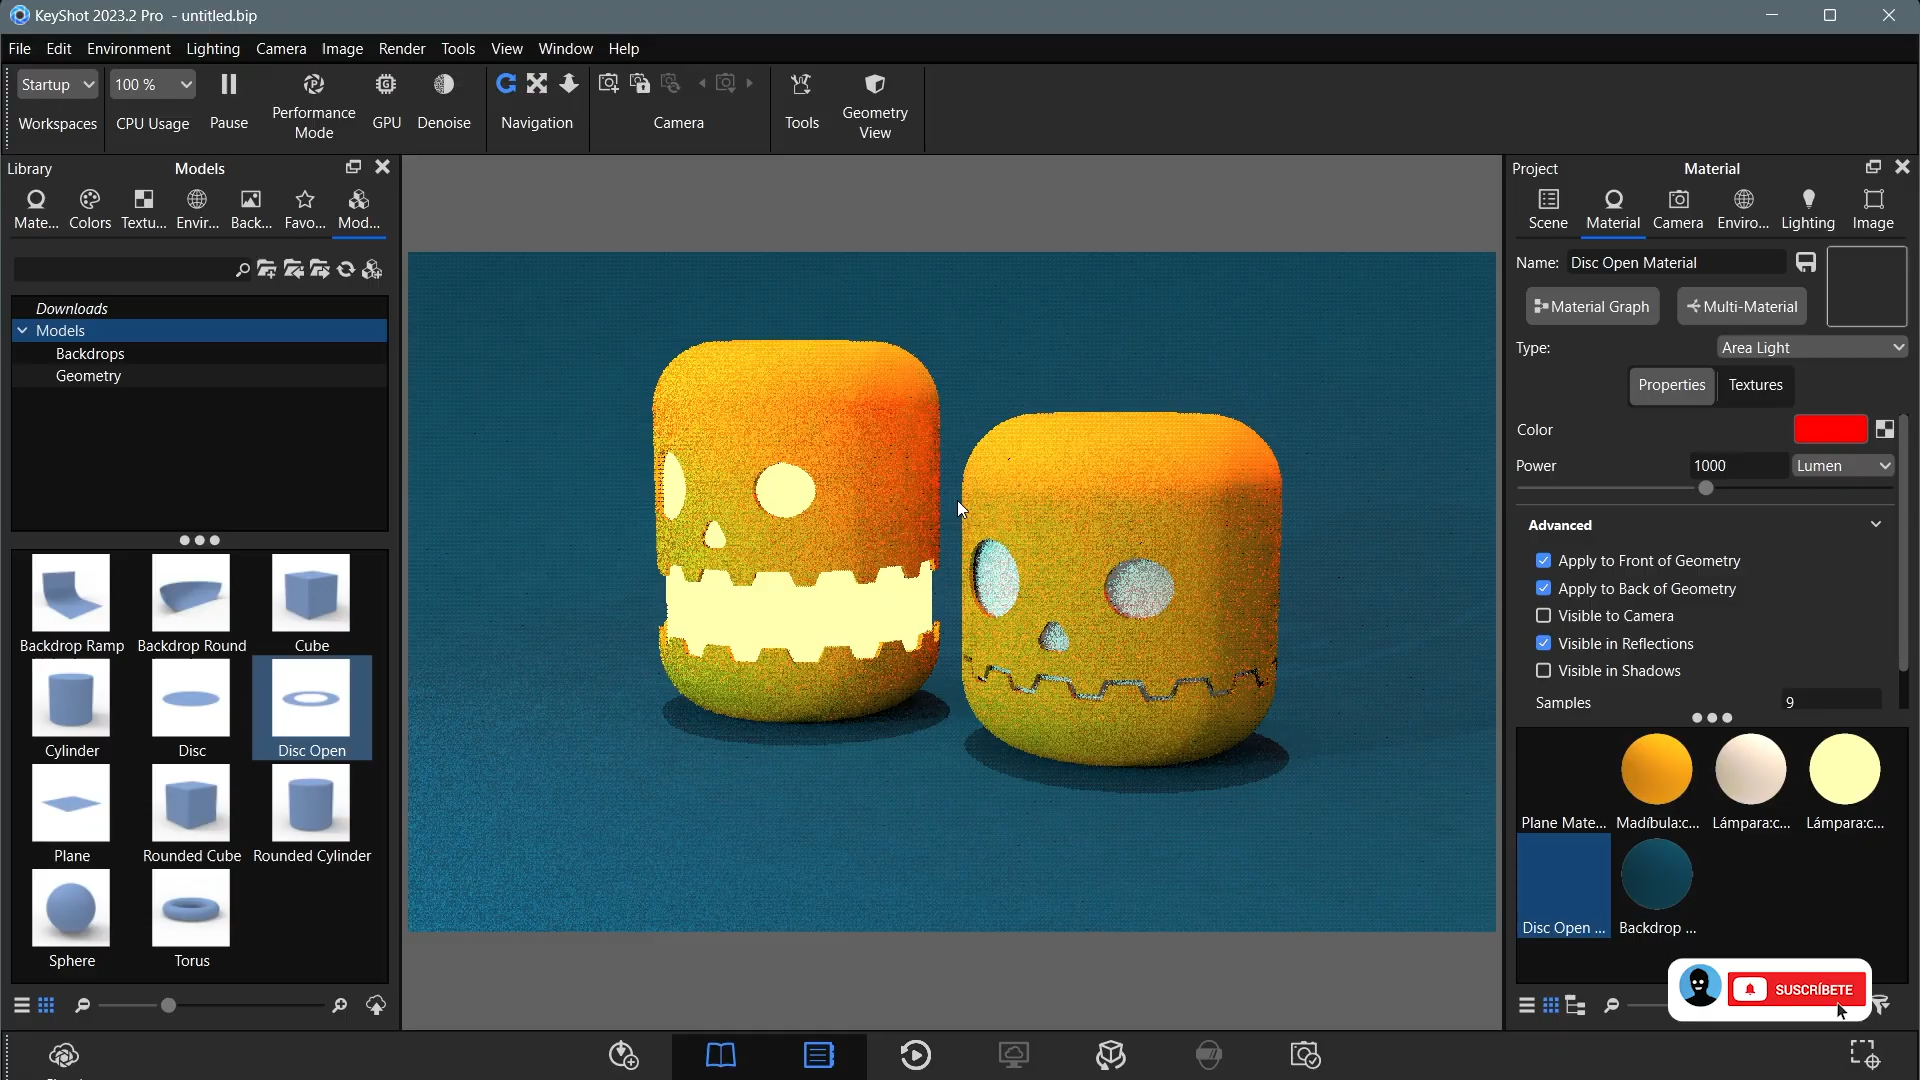 KeyShot 2023.2 Pro - untitled.bip
File Edit Environment Lighting Camera Image Render Tools View Window Help
Startup 100 %
Workspaces CPU Usage Pause Performance Mode GPU Denoise Navigation Camera Tools Geometry View
Library Models
Mate... Colors Textu... Envir... Back... Favo... Mod...
Downloads
Models
Backdrops
Geometry
Backdrop Ramp Backdrop Round Cube
Cylinder Disc Disc Open
Plane Rounded Cube Rounded Cylinder
Sphere Torus
Project Material
Scene Material Camera Enviro... Lighting Image
Name: Disc Open Material
Material Graph Multi-Material
Type: Area Light
Properties Textures
Color
Power 1000 Lumen
Advanced
Apply to Front of Geometry
Apply to Back of Geometry
Visible to Camera
Visible in Reflections
Visible in Shadows
Samples 9
Plane Mate... Madíbula:c... Lámpara:c... Lámpara:c...
Disc Open ... Backdrop ...
SUSCRÍBETE